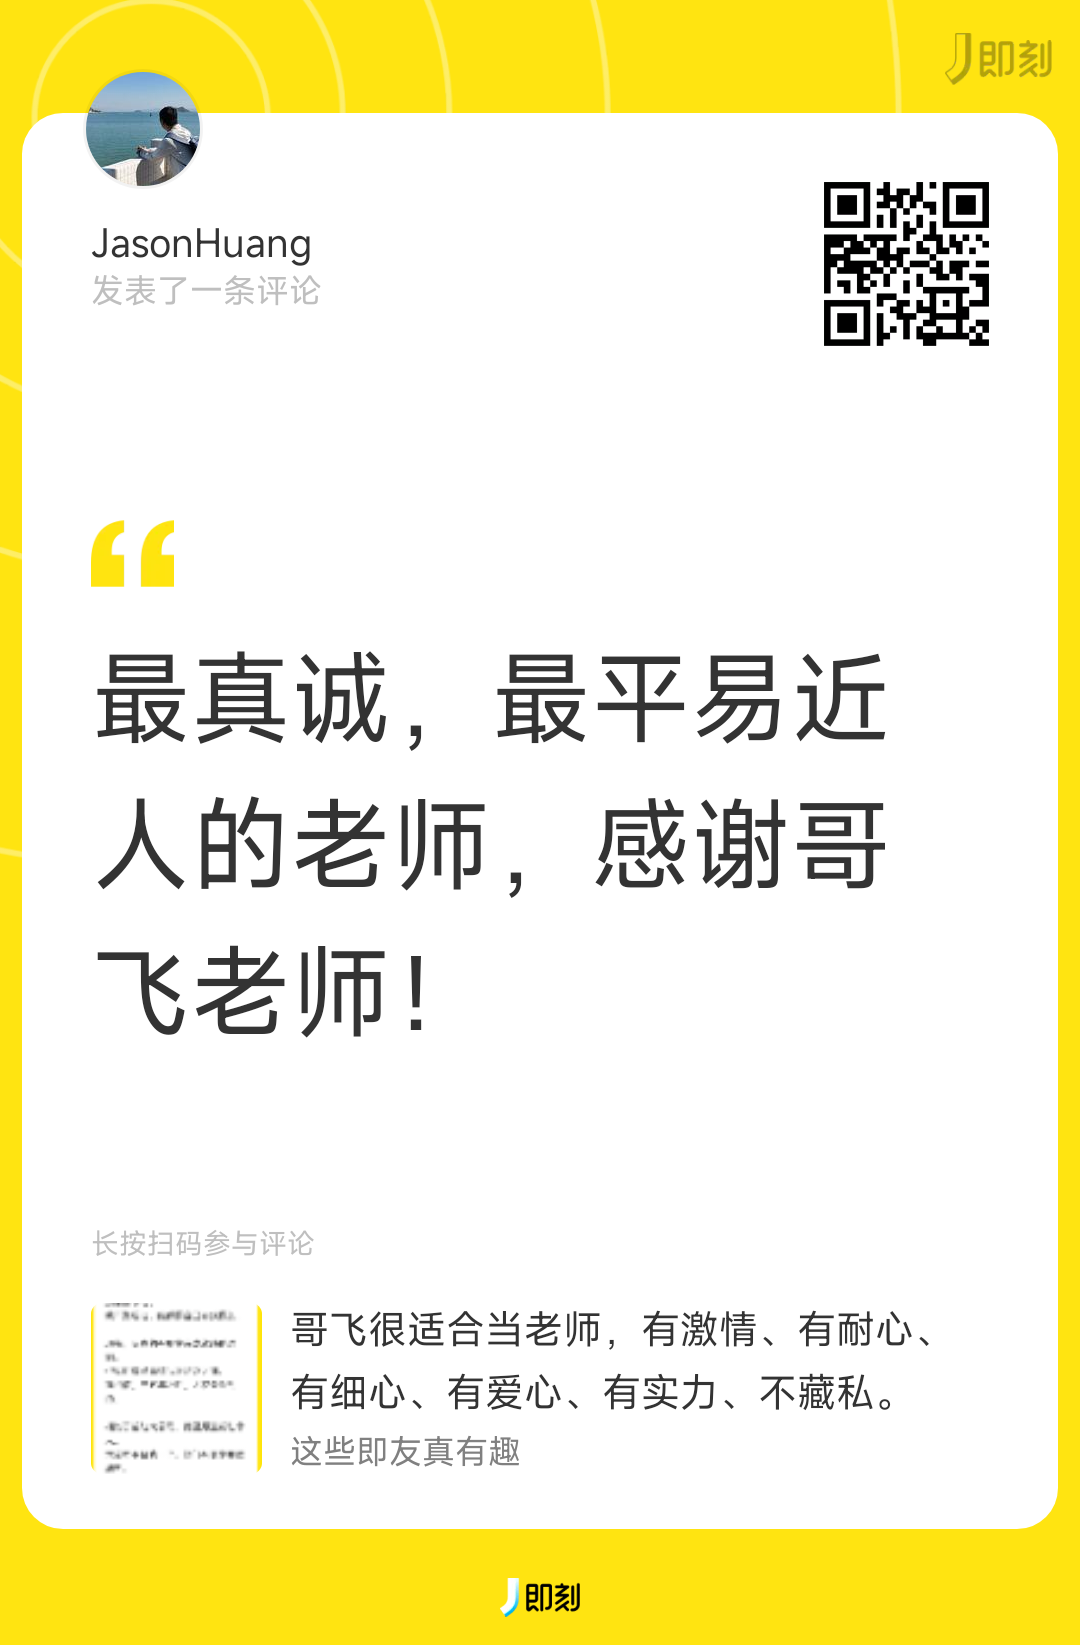 即刻
JasonHuang
发表了一条评论
最真诚，最平易近
人的老师，感谢哥
飞老师！
长按扫码参与评论
哥飞很适合当老师，有激情、有耐心、
有细心、有爱心、有实力、不藏私。
这些即友真有趣
即刻